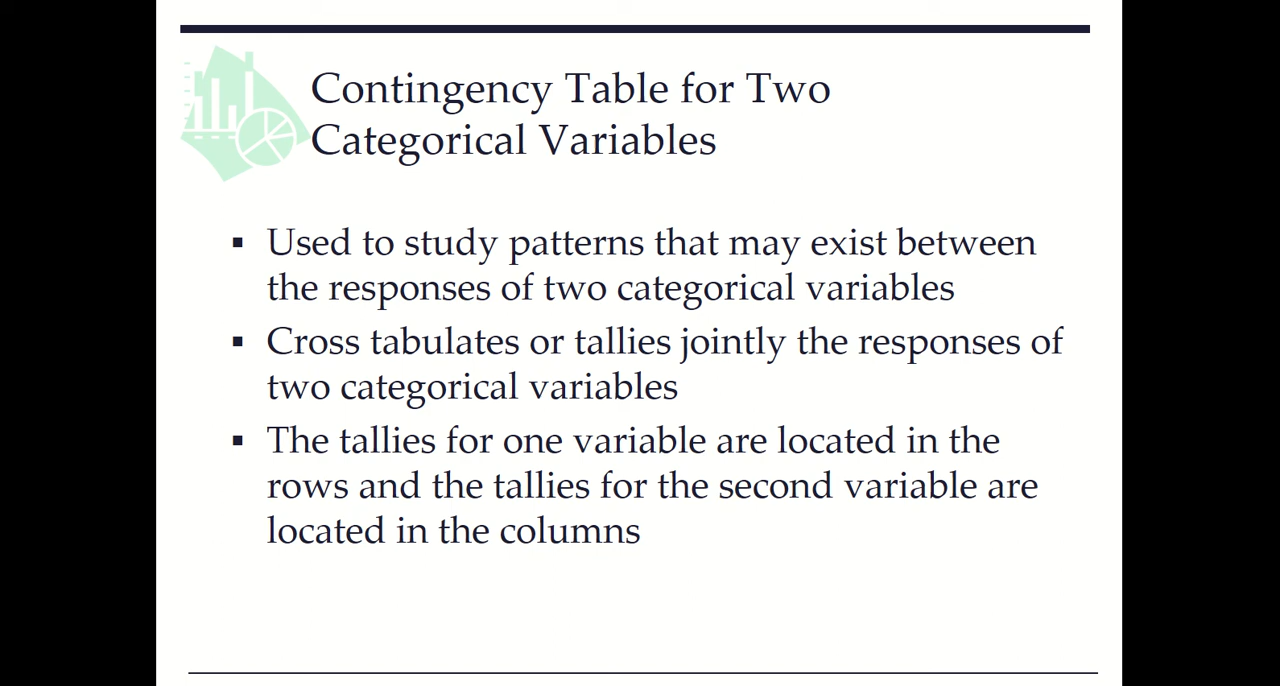 Contingency Table for Two
Categorical Variables
▪ Used to study patterns that may exist between
the responses of two categorical variables
▪ Cross tabulates or tallies jointly the responses of
two categorical variables
▪ The tallies for one variable are located in the
rows and the tallies for the second variable are
located in the columns